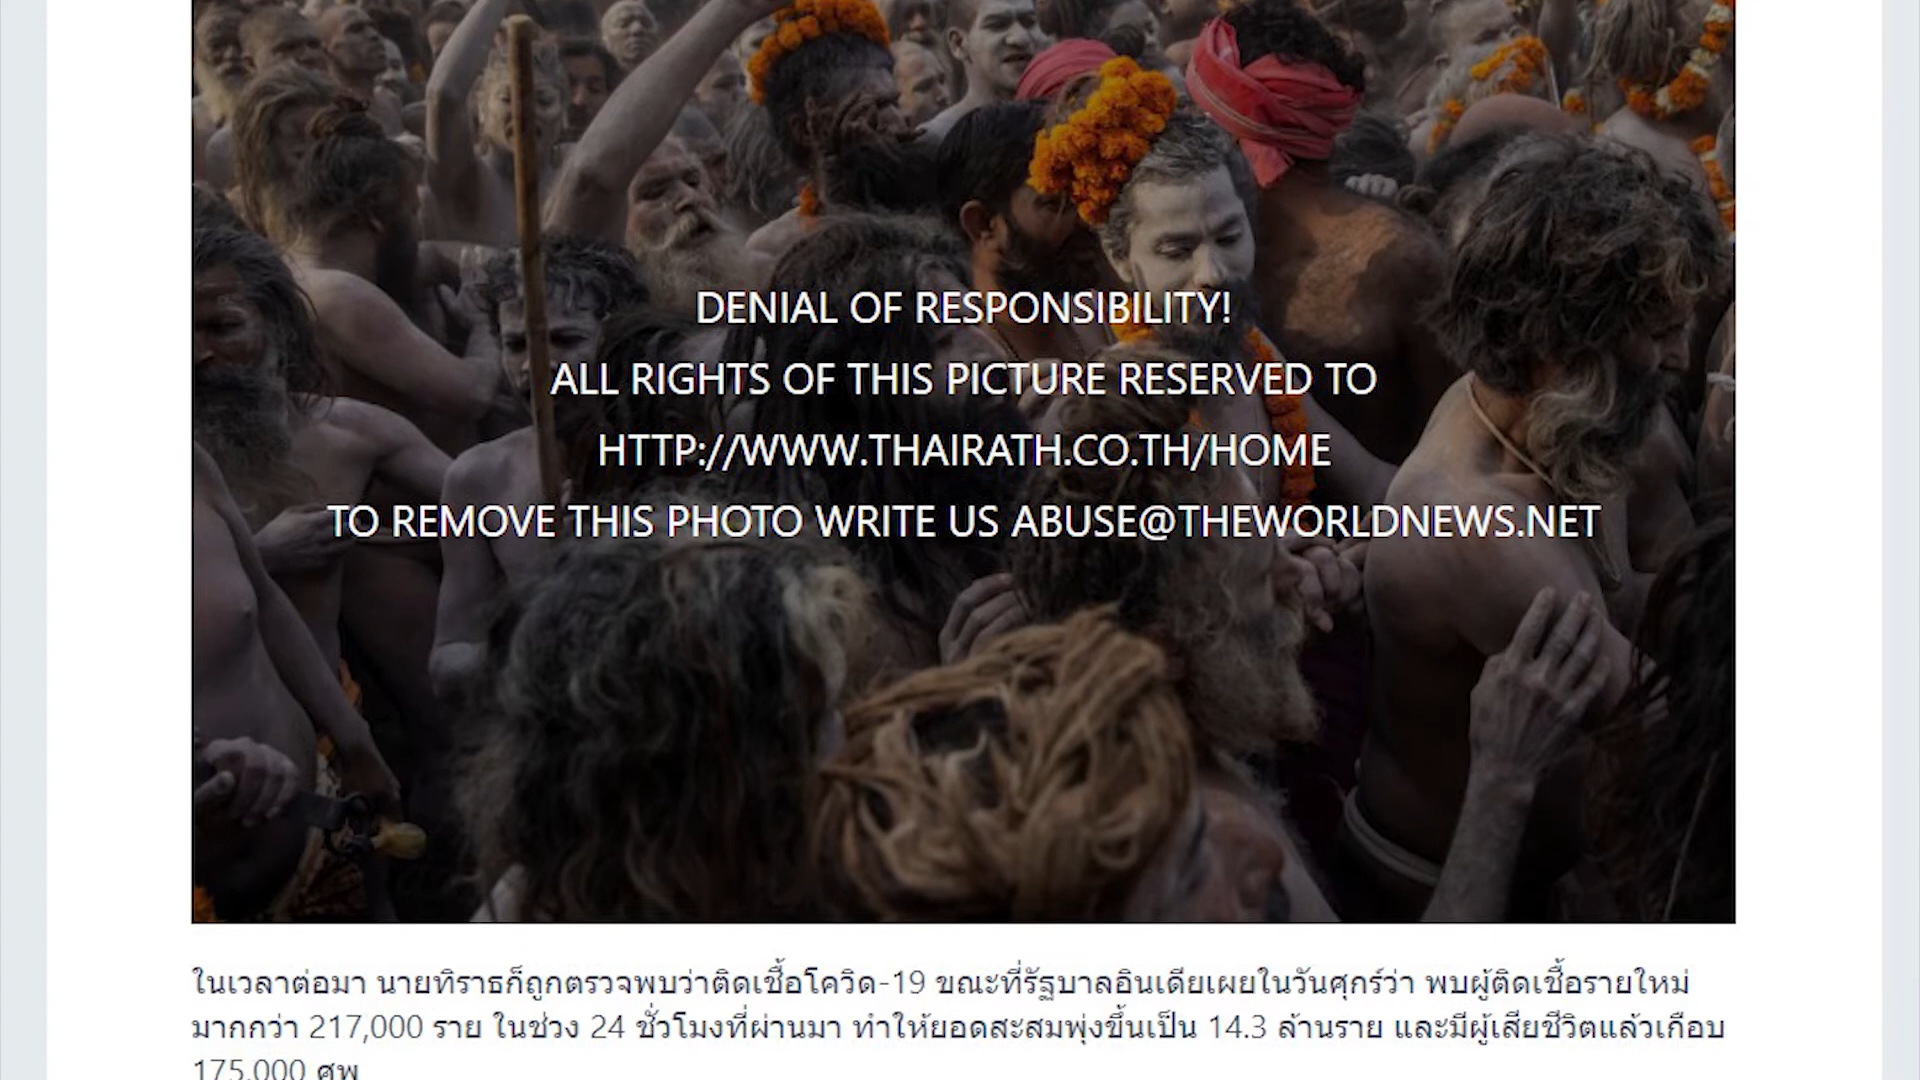 DENIAL OF RESPONSIBILITY!
ALL RIGHTS OF THIS PICTURE RESERVED TO
HTTP://WWW.THAIRATH.CO.TH/HOME
TO REMOVE THIS PHOTO WRITE US ABUSE@THEWORLDNEWS.NET
ในเวลาต่อมา นายทิราธก็ถูกตรวจพบว่าติดเชื้อโควิด-19 ขณะที่รัฐบาลอินเดียเผยในวันศุกร์ว่า พบผู้ติดเชื้อรายใหม่
มากกว่า 217,000 ราย ในช่วง 24 ชั่วโมงที่ผ่านมา ทำให้ยอดสะสมพุ่งขึ้นเป็น 14.3 ล้านราย และมีผู้เสียชีวิตแล้วเกือบ
175,000 ศพ